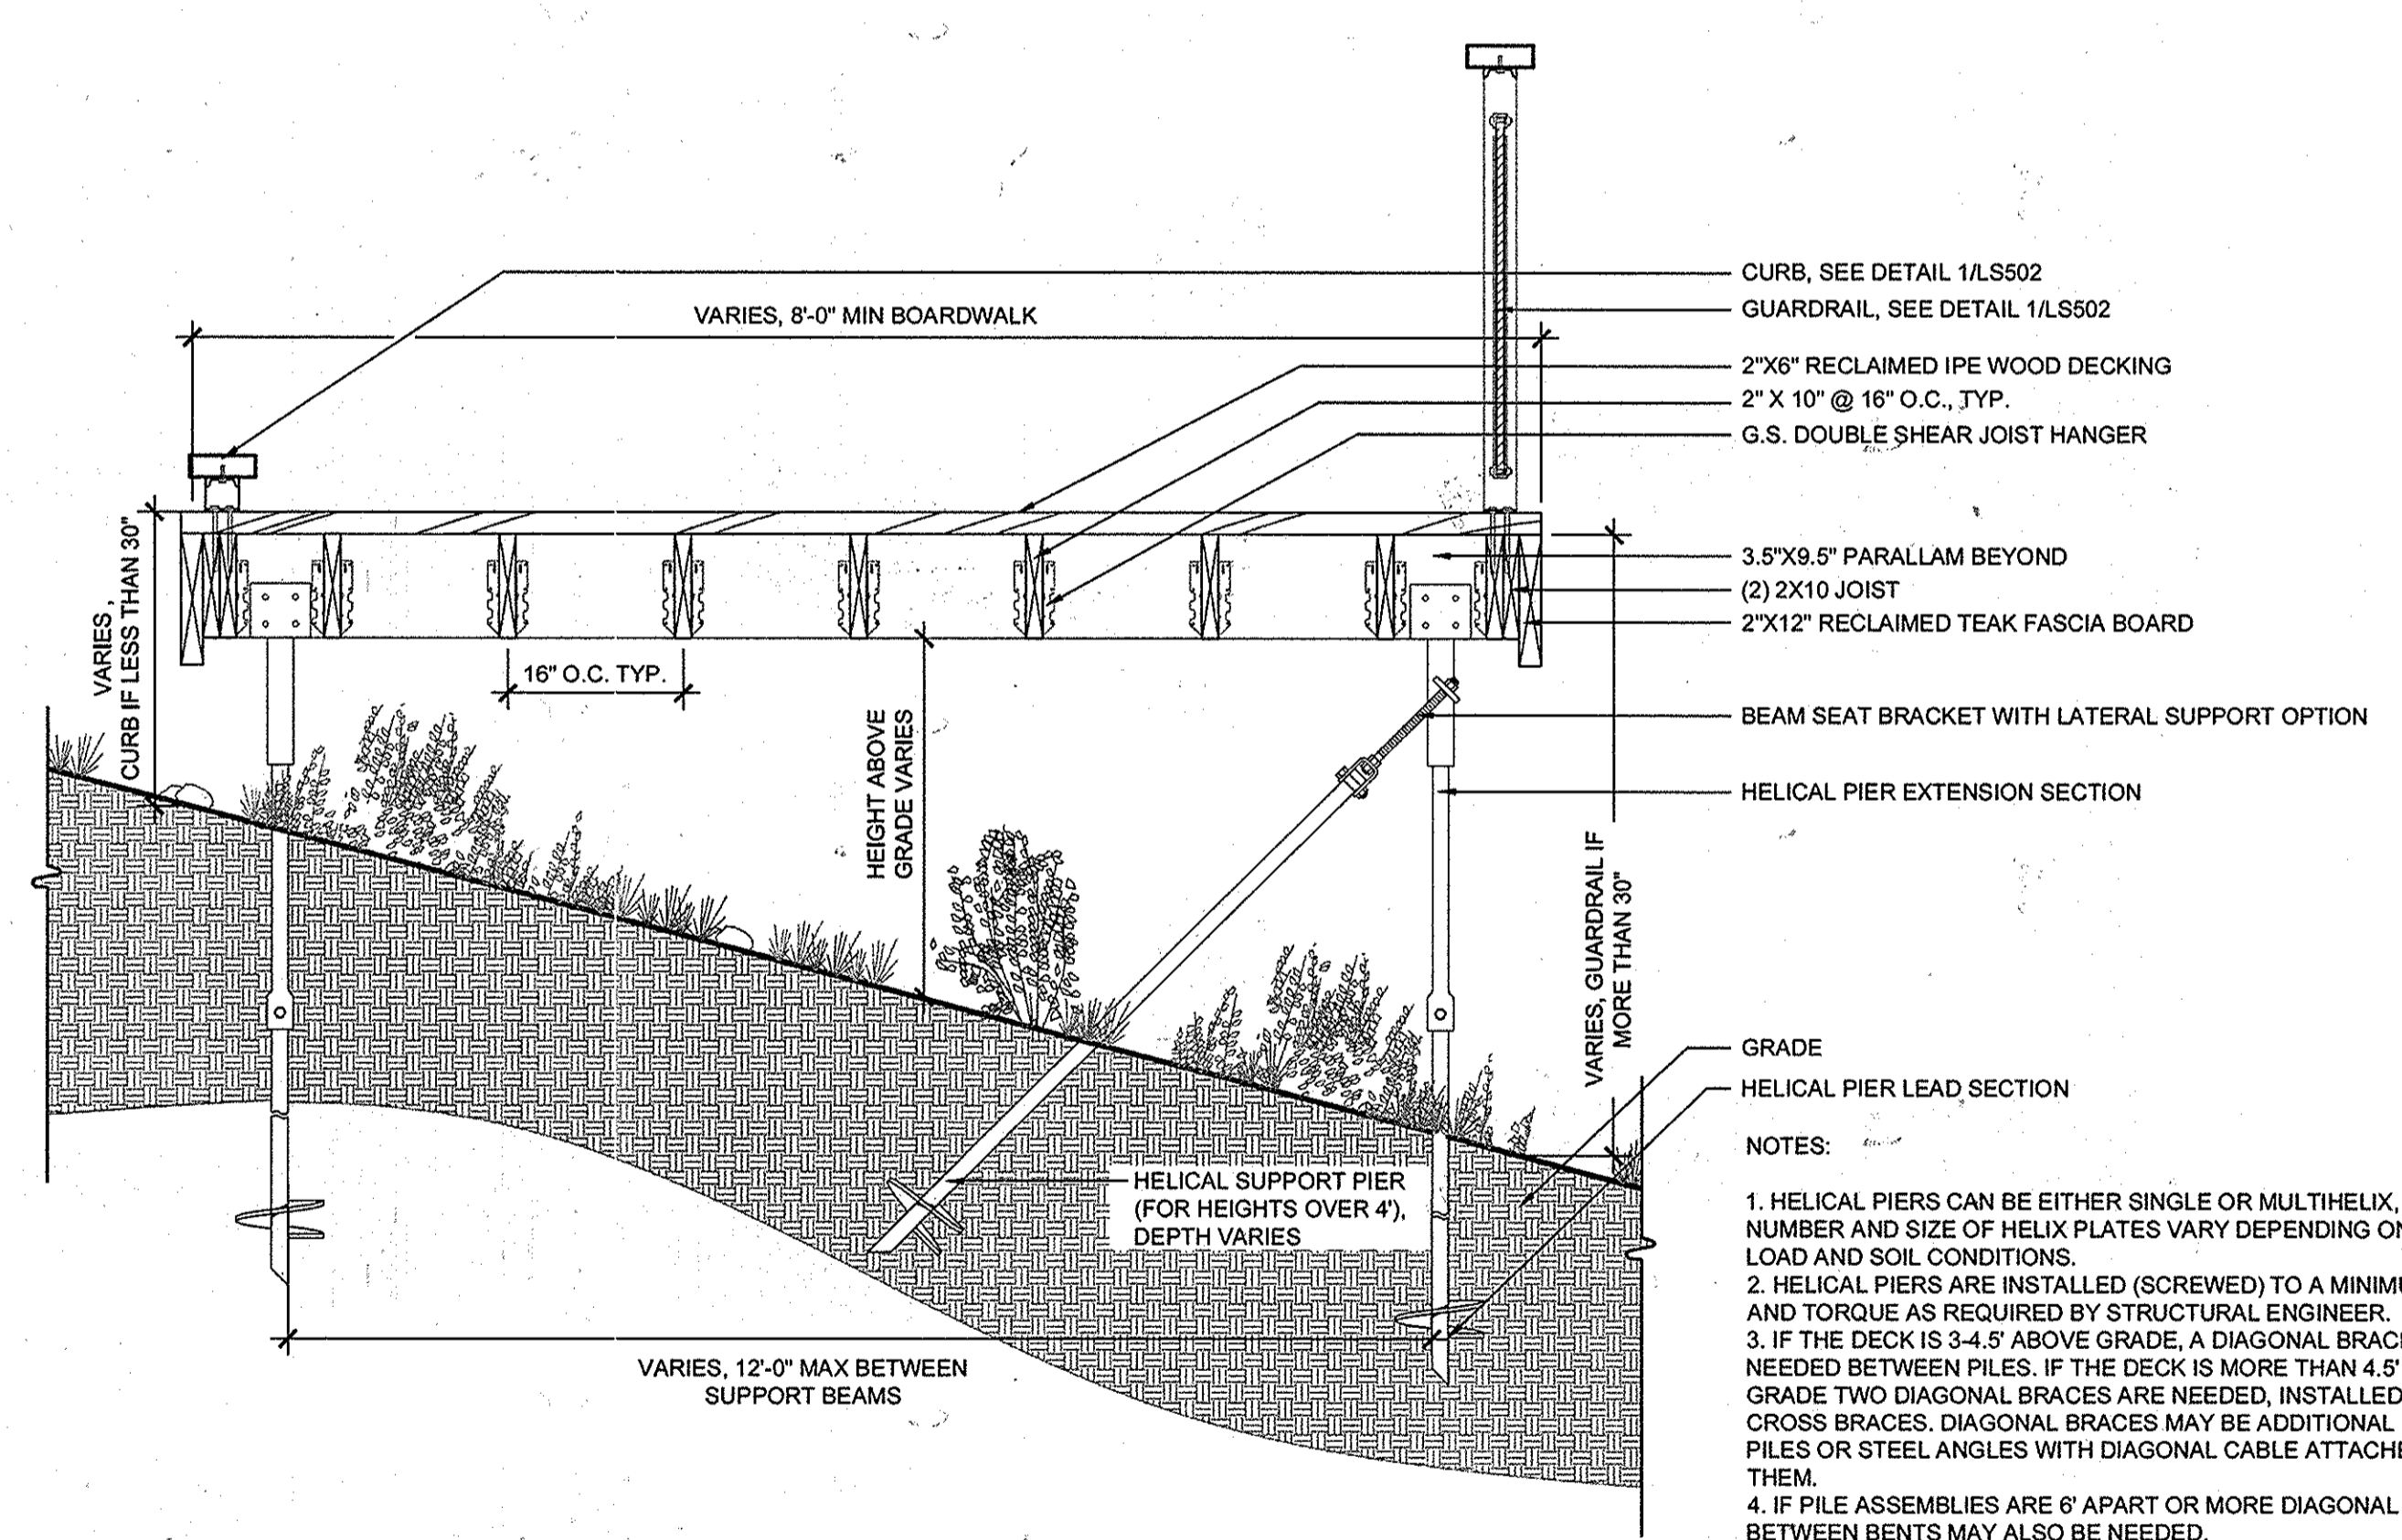 CURB, SEE DETAIL 1/LS502
VARIES, 8'-0" MIN BOARDWALK
GUARDRAIL, SEE DETAIL 1/LS502
2"X6" RECLAIMED IPE WOOD DECKING
2" X 10" @ 16" O.C., TYP.
G.S. DOUBLE SHEAR JOIST HANGER
3.5"X9.5" PARALLAM BEYOND
(2) 2X10 JOIST
2"X12" RECLAIMED TEAK FASCIA BOARD
VARIES,
CURB IF LESS THAN 30"
16" O.C. TYP.
HEIGHT ABOVE
GRADE VARIES
BEAM SEAT BRACKET WITH LATERAL SUPPORT OPTION
HELICAL PIER EXTENSION SECTION
VARIES, GUARDRAIL IF
MORE THAN 30"
GRADE
HELICAL PIER LEAD SECTION
HELICAL SUPPORT PIER
(FOR HEIGHTS OVER 4'),
DEPTH VARIES
VARIES, 12'-0" MAX BETWEEN
SUPPORT BEAMS
NOTES:
1. HELICAL PIERS CAN BE EITHER SINGLE OR MULTIHELIX,
NUMBER AND SIZE OF HELIX PLATES VARY DEPENDING
LOAD AND SOIL CONDITIONS.
2. HELICAL PIERS ARE INSTALLED (SCREWED) TO A
AND TORQUE AS REQUIRED BY STRUCTURAL ENGINEER.
3. IF THE DECK IS 3-4.5' ABOVE GRADE, A DIAGONAL
NEEDED BETWEEN PILES. IF THE DECK IS MORE THAN 4.5'
GRADE TWO DIAGONAL BRACES ARE NEEDED, INSTALLED
CROSS BRACES. DIAGONAL BRACES MAY BE ADDITIONAL
PILES OR STEEL ANGLES WITH DIAGONAL CABLE
THEM.
4. IF PILE ASSEMBLIES ARE 6' APART OR MORE DIAGONAL
BETWEEN BENTS MAY ALSO BE NEEDED.